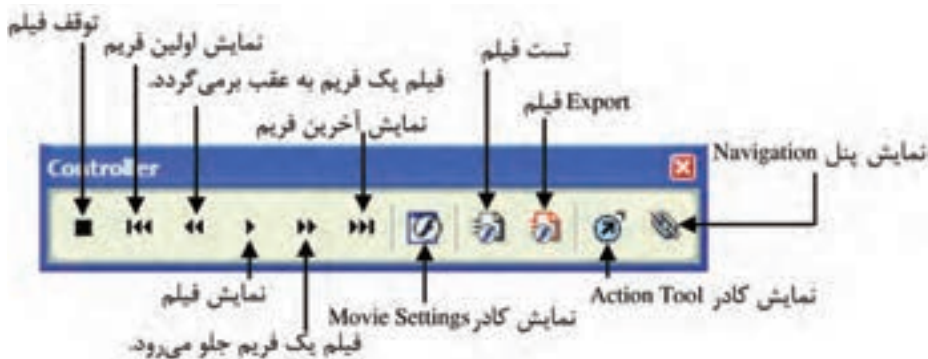 توقف فیلم
نمایش اولین فریم
فیلم یک فریم به عقب برمی‌گردد.
نمایش آخرین فریم
تست فیلم
Export فیلم
نمایش پنل Navigation
Controller
نمایش فیلم
فیلم یک فریم جلو می‌رود.
نمایش کادر Movie Settings
نمایش کادر Action Tool